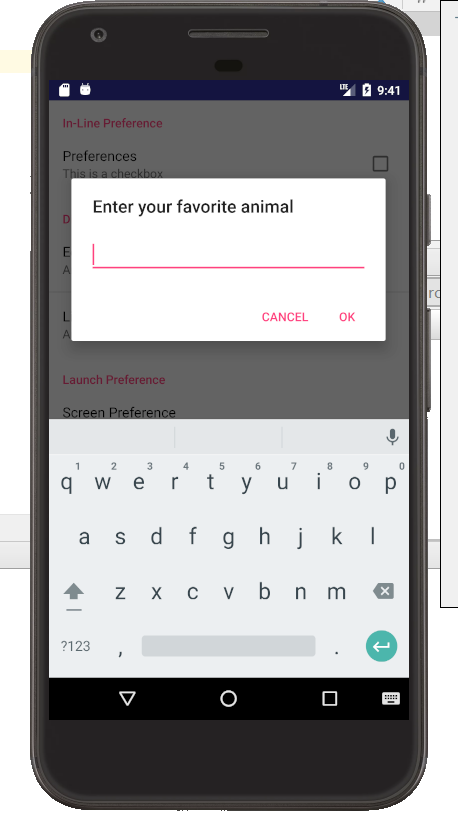 LTE 9:41
In-Line Preference
Preferences
This is a checkbox
Enter your favorite animal
D
E
A
L
A
CANCEL OK
Launch Preference
Screen Preference
1 2 3 4 5 6 7 8 9 0
q w e r t y u i o p
a s d f g h j k l
z x c v b n m
?123 , .